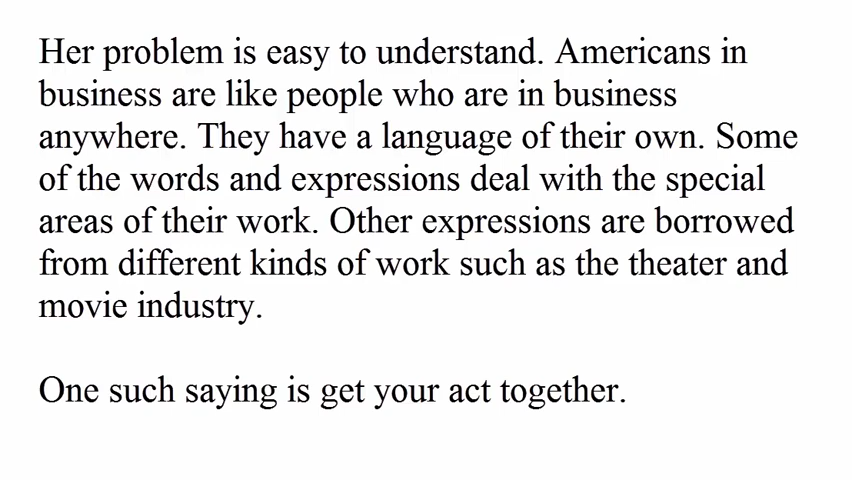 Her problem is easy to understand. Americans in
business are like people who are in business
anywhere. They have a language of their own. Some
of the words and expressions deal with the special
areas of their work. Other expressions are borrowed
from different kinds of work such as the theater and
movie industry.
One such saying is get your act together.